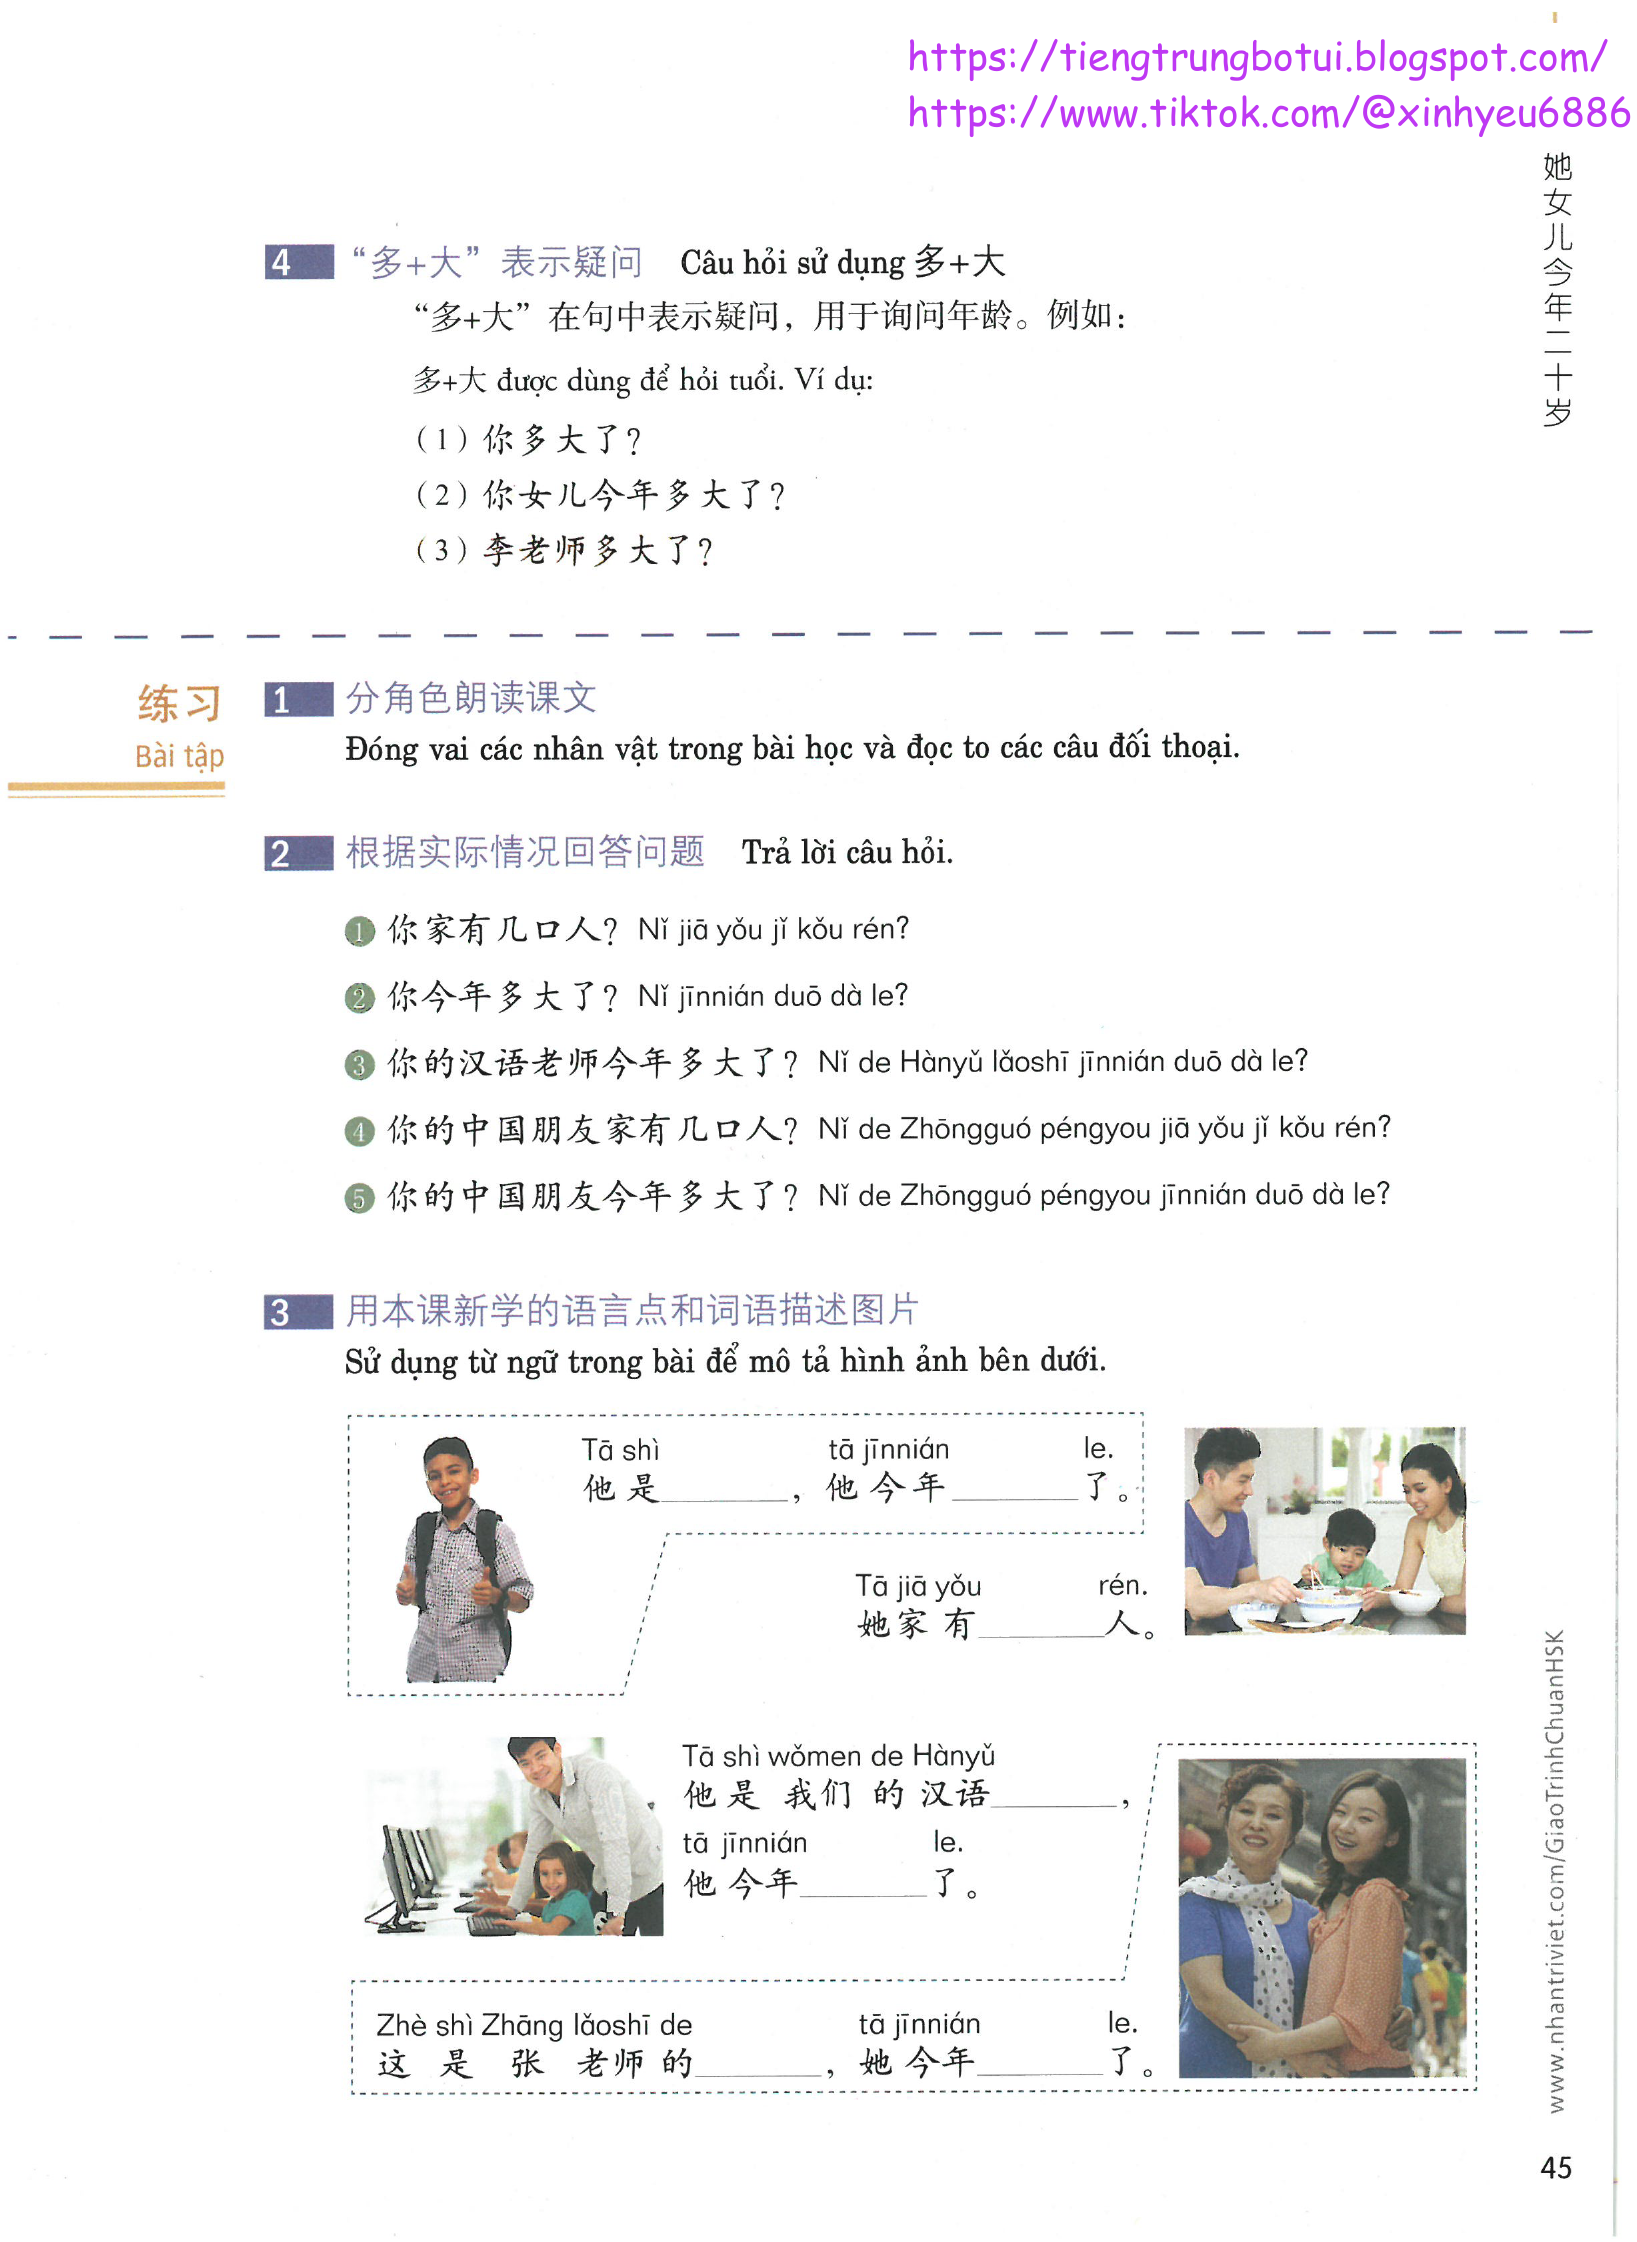 https://tiengtrungbotui.blogspot.com/
https://www.tiktok.com/@xinhyeu6886
她女儿今年二十岁
4 “多+大” 表示疑问 Câu hỏi sử dụng 多+大
“多+大” 在句中表示疑问，用于询问年龄。例如：
多+大 được dùng để hỏi tuổi. Ví dụ:
（1）你多大了？
（2）你女儿今年多大了？
（3）李老师多大了？
练习
Bài tập
1 分角色朗读课文
Đóng vai các nhân vật trong bài học và đọc to các câu đối thoại.
2 根据实际情况回答问题 Trả lời câu hỏi.
1 你家有几口人？ Nǐ jiā yǒu jǐ kǒu rén?
2 你今年多大了？ Nǐ jīnnián duō dà le?
3 你的汉语老师今年多大了？ Nǐ de Hànyǔ lǎoshī jīnnián duō dà le?
4 你的中国朋友家有几口人？ Nǐ de Zhōngguó péngyou jiā yǒu jǐ kǒu rén?
5 你的中国朋友今年多大了？ Nǐ de Zhōngguó péngyou jīnnián duō dà le?
3 用本课新学的语言点和词语描述图片
Sử dụng từ ngữ trong bài để mô tả hình ảnh bên dưới.
Tā shì tā jīnnián le.
他是________，他今年________了。
Tā jiā yǒu rén.
她家有________人。
Tā shì wǒmen de Hànyǔ
他是我们的汉语________，
tā jīnnián le.
他今年________了。
Zhè shì Zhāng lǎoshī de tā jīnnián le.
这是张老师的________，她今年________了。
www.nhantriviet.com/GiaoTrinhChuanHSK
45